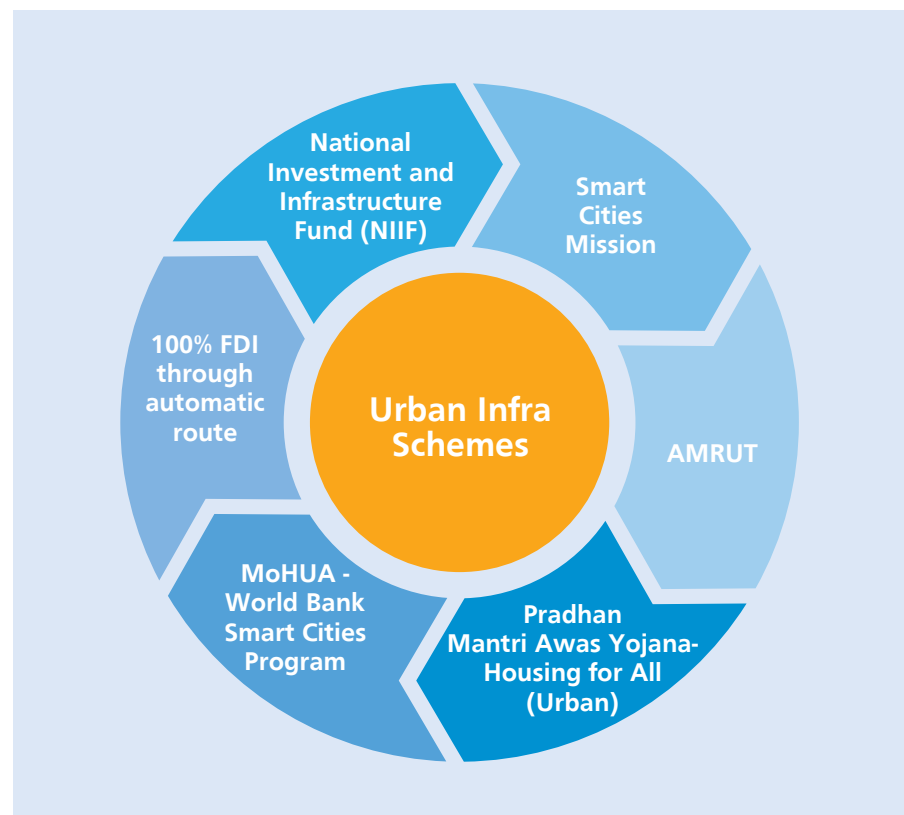 National
Investment and
Infrastructure
Fund (NIIF)
Smart
Cities
Mission
AMRUT
Pradhan
Mantri Awas Yojana-
Housing for All
(Urban)
MoHUA -
World Bank
Smart Cities
Program
100% FDI
through
automatic
route
Urban Infra
Schemes